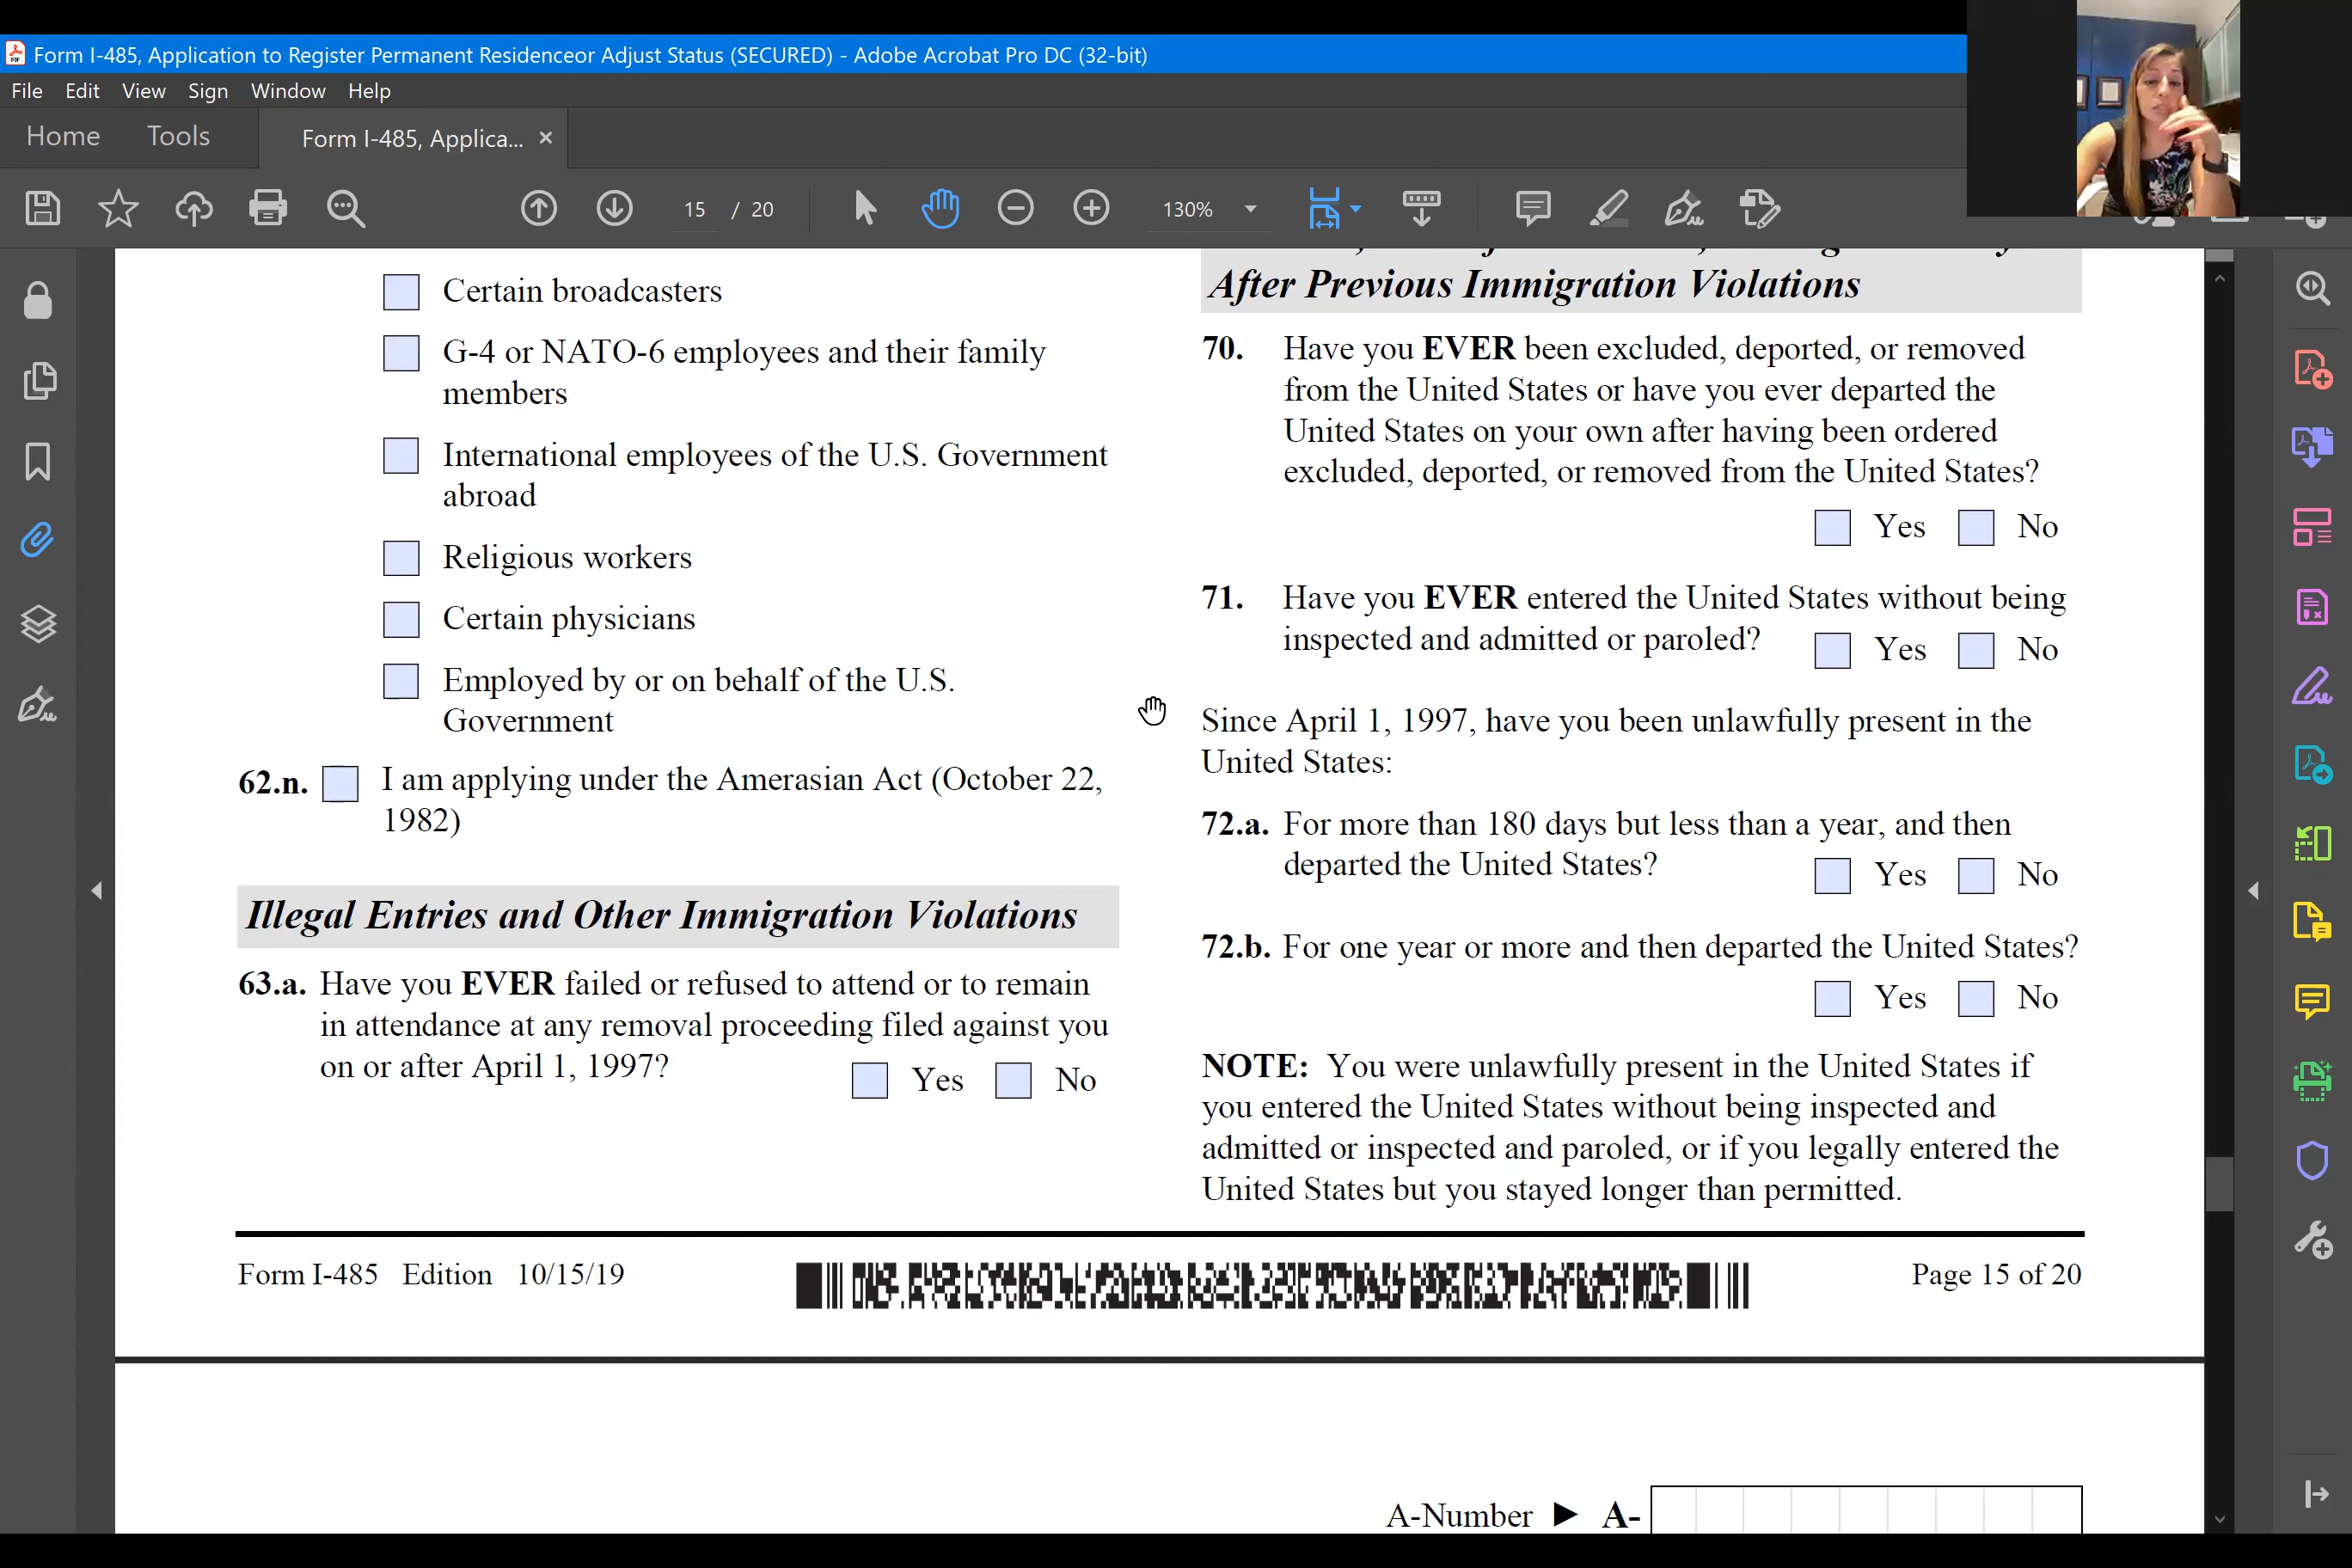 Form I-485, Application to Register Permanent Residenceor Adjust Status (SECURED) - Adobe Acrobat Pro DC (32-bit)
File Edit View Sign Window Help
Home Tools Form I-485, Applica... ×
15 / 20 130%
Certain broadcasters
G-4 or NATO-6 employees and their family
members
International employees of the U.S. Government
abroad
Religious workers
Certain physicians
Employed by or on behalf of the U.S.
Government
62.n. I am applying under the Amerasian Act (October 22,
1982)
Illegal Entries and Other Immigration Violations
63.a. Have you EVER failed or refused to attend or to remain
in attendance at any removal proceeding filed against you
on or after April 1, 1997? Yes No
After Previous Immigration Violations
70. Have you EVER been excluded, deported, or removed
from the United States or have you ever departed the
United States on your own after having been ordered
excluded, deported, or removed from the United States?
Yes No
71. Have you EVER entered the United States without being
inspected and admitted or paroled? Yes No
Since April 1, 1997, have you been unlawfully present in the
United States:
72.a. For more than 180 days but less than a year, and then
departed the United States? Yes No
72.b. For one year or more and then departed the United States?
Yes No
NOTE: You were unlawfully present in the United States if
you entered the United States without being inspected and
admitted or inspected and paroled, or if you legally entered the
United States but you stayed longer than permitted.
Form I-485 Edition 10/15/19 Page 15 of 20
A-Number ► A-